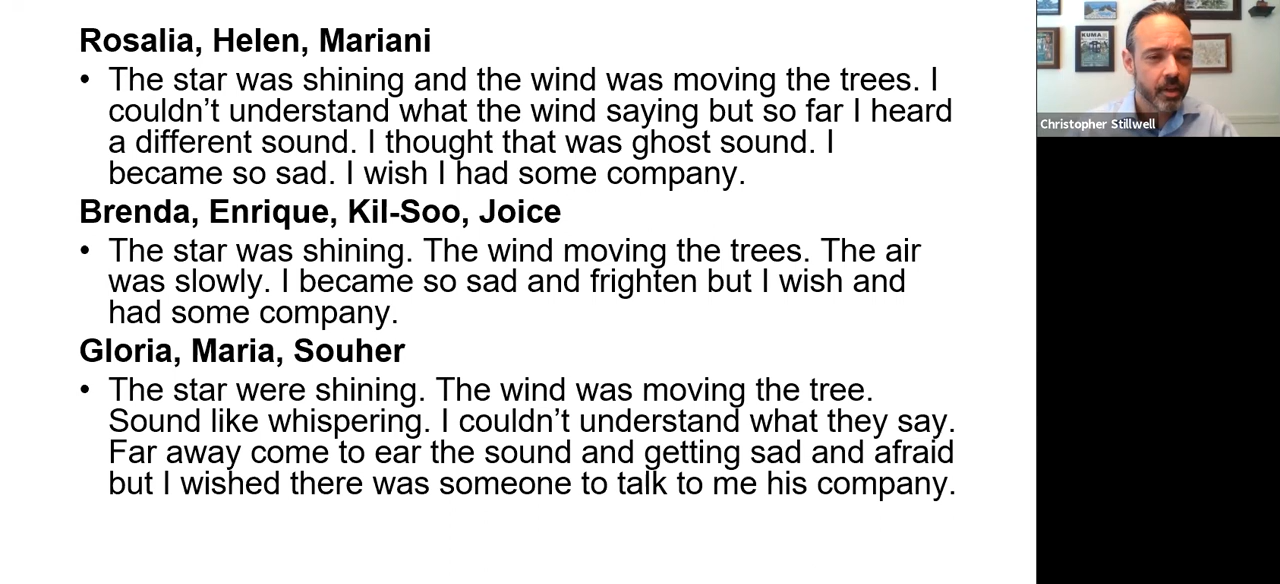 Rosalia, Helen, Mariani
• The star was shining and the wind was moving the trees. I
couldn't understand what the wind saying but so far I heard
a different sound. I thought that was ghost sound. I
became so sad. I wish I had some company.
Brenda, Enrique, Kil-Soo, Joice
• The star was shining. The wind moving the trees. The air
was slowly. I became so sad and frighten but I wish and
had some company.
Gloria, Maria, Souher
• The star were shining. The wind was moving the tree.
Sound like whispering. I couldn't understand what they say.
Far away come to ear the sound and getting sad and afraid
but I wished there was someone to talk to me his company.
KUMA
Christopher Stillwell